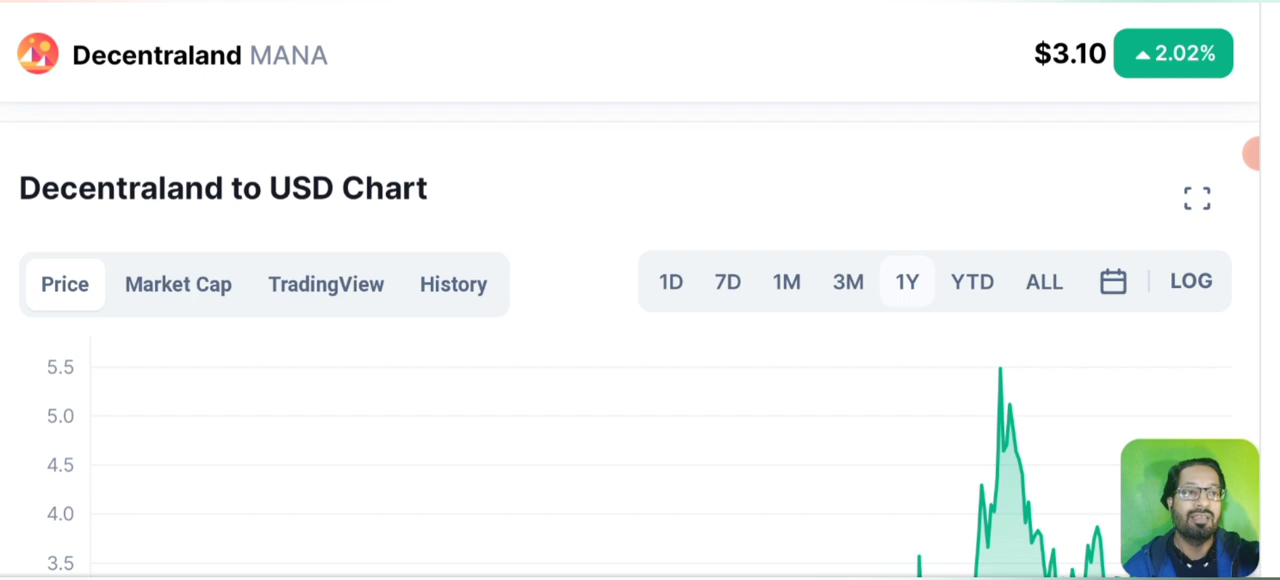 Decentraland MANA $3.10 2.02%
Decentraland to USD Chart
Price Market Cap TradingView History 1D 7D 1M 3M 1Y YTD ALL LOG
5.5
5.0
4.5
4.0
3.5